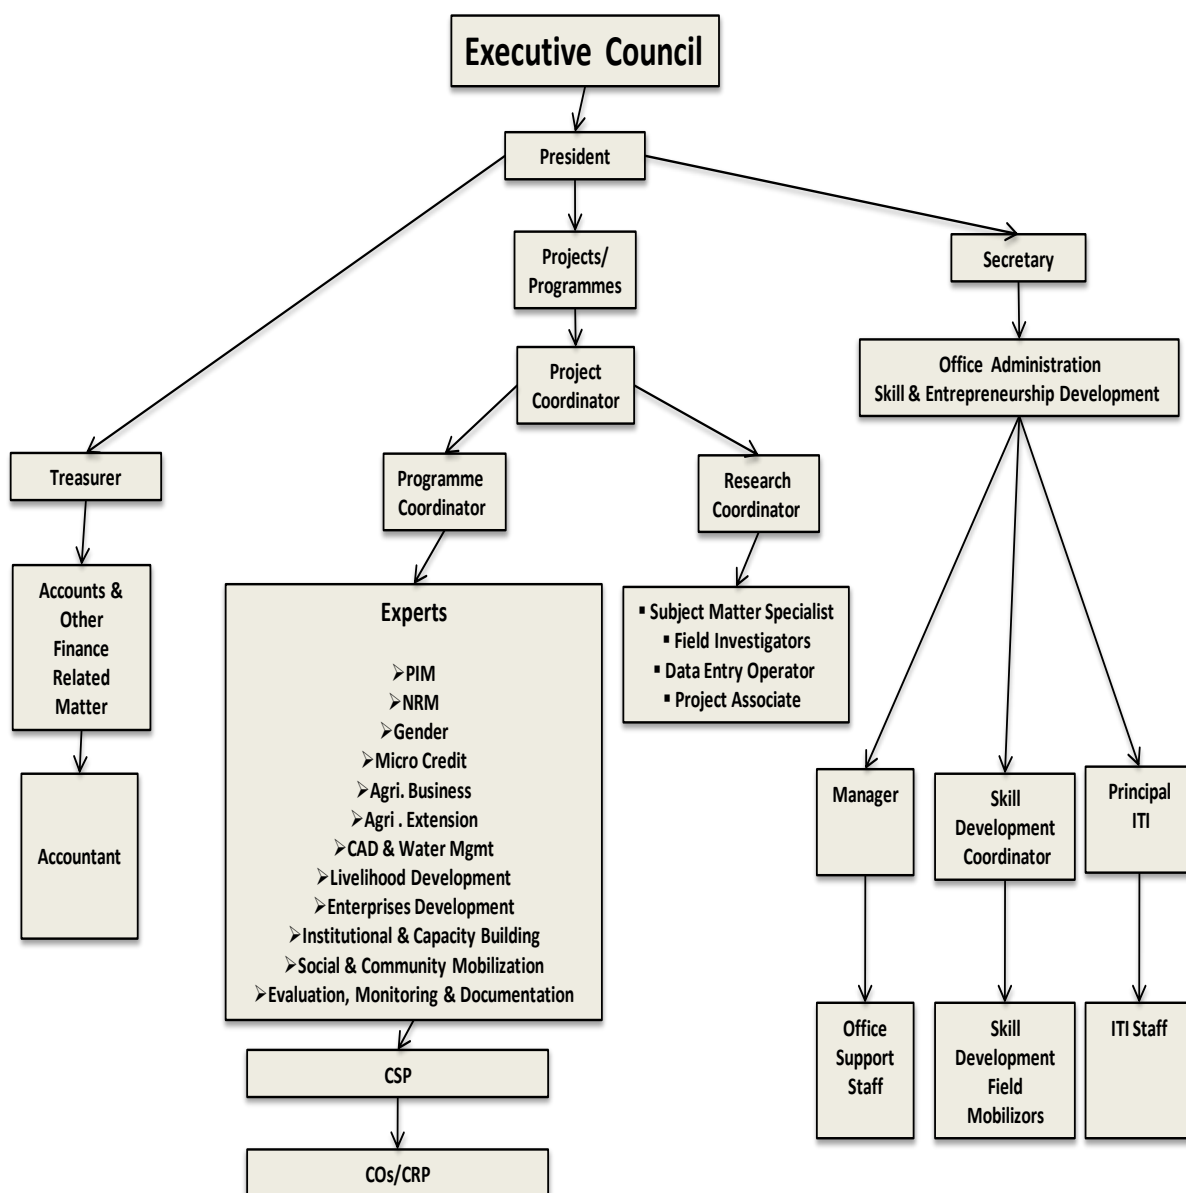 Executive Council
President
Projects/
Programmes
Secretary
Project
Coordinator
Office Administration
Skill & Entrepreneurship Development
Treasurer
Programme
Coordinator
Research
Coordinator
Accounts &
Other
Finance
Related
Matter
Experts
➢PIM
➢NRM
➢Gender
➢Micro Credit
➢Agri. Business
➢Agri . Extension
➢CAD & Water Mgmt
➢Livelihood Development
➢Enterprises Development
➢Institutional & Capacity Building
➢Social & Community Mobilization
➢Evaluation, Monitoring & Documentation
▪ Subject Matter Specialist
▪ Field Investigators
▪ Data Entry Operator
▪ Project Associate
Accountant
Manager
Skill
Development
Coordinator
Principal
ITI
Office
Support
Staff
Skill
Development
Field
Mobilizors
ITI Staff
CSP
COs/CRP